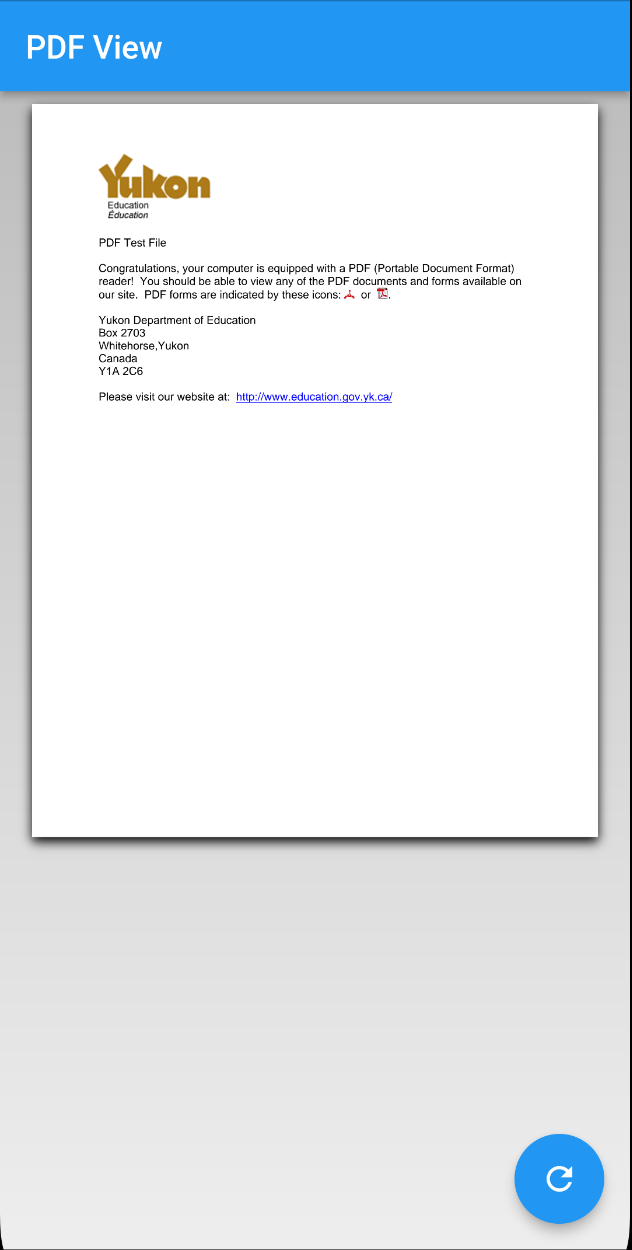 PDF View
Yukon
Education
Éducation
PDF Test File
Congratulations, your computer is equipped with a PDF (Portable Document Format)
reader!  You should be able to view any of the PDF documents and forms available on
our site.  PDF forms are indicated by these icons:  or  .
Yukon Department of Education
Box 2703
Whitehorse,Yukon
Canada
Y1A 2C6
Please visit our website at:  http://www.education.gov.yk.ca/